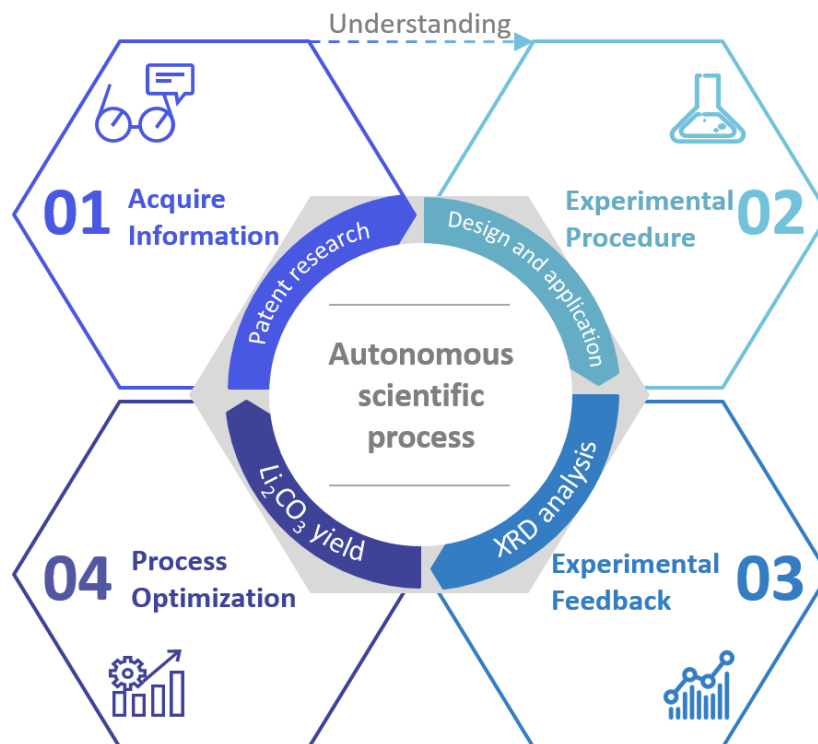 Understanding
01
Acquire
Information
Experimental
Procedure
02
Patent research
Design and application
Autonomous
scientific
process
Li₂CO₃ yield
XRD analysis
04
Process
Optimization
Experimental
Feedback
03